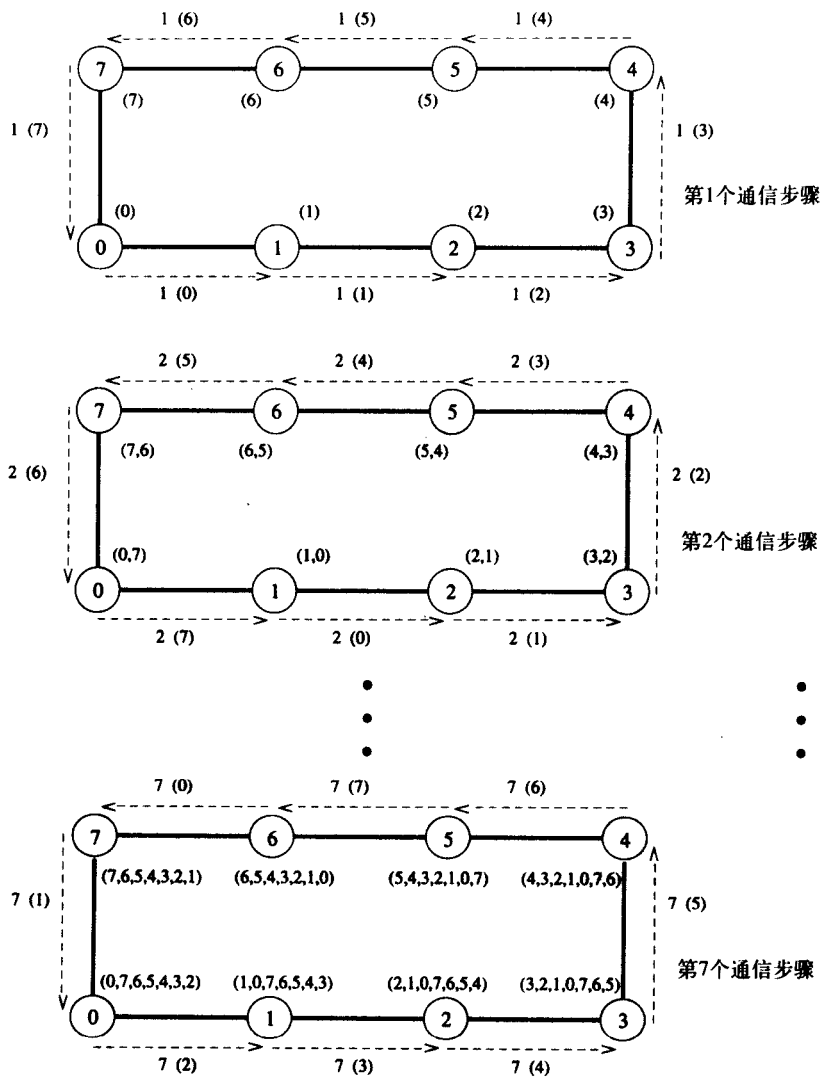 1 (6) 1 (5) 1 (4)
7 6 5 4
(7) (6) (5) (4)
1 (7) 1 (3)
第1个通信步骤
(0) (1) (2) (3)
0 1 2 3
1 (0) 1 (1) 1 (2)
2 (5) 2 (4) 2 (3)
7 6 5 4
(7,6) (6,5) (5,4) (4,3)
2 (6) 2 (2)
第2个通信步骤
(0,7) (1,0) (2,1) (3,2)
0 1 2 3
2 (7) 2 (0) 2 (1)
7 (0) 7 (7) 7 (6)
7 6 5 4
(7,6,5,4,3,2,1) (6,5,4,3,2,1,0) (5,4,3,2,1,0,7) (4,3,2,1,0,7,6)
7 (1) 7 (5)
第7个通信步骤
(0,7,6,5,4,3,2) (1,0,7,6,5,4,3) (2,1,0,7,6,5,4) (3,2,1,0,7,6,5)
0 1 2 3
7 (2) 7 (3) 7 (4)